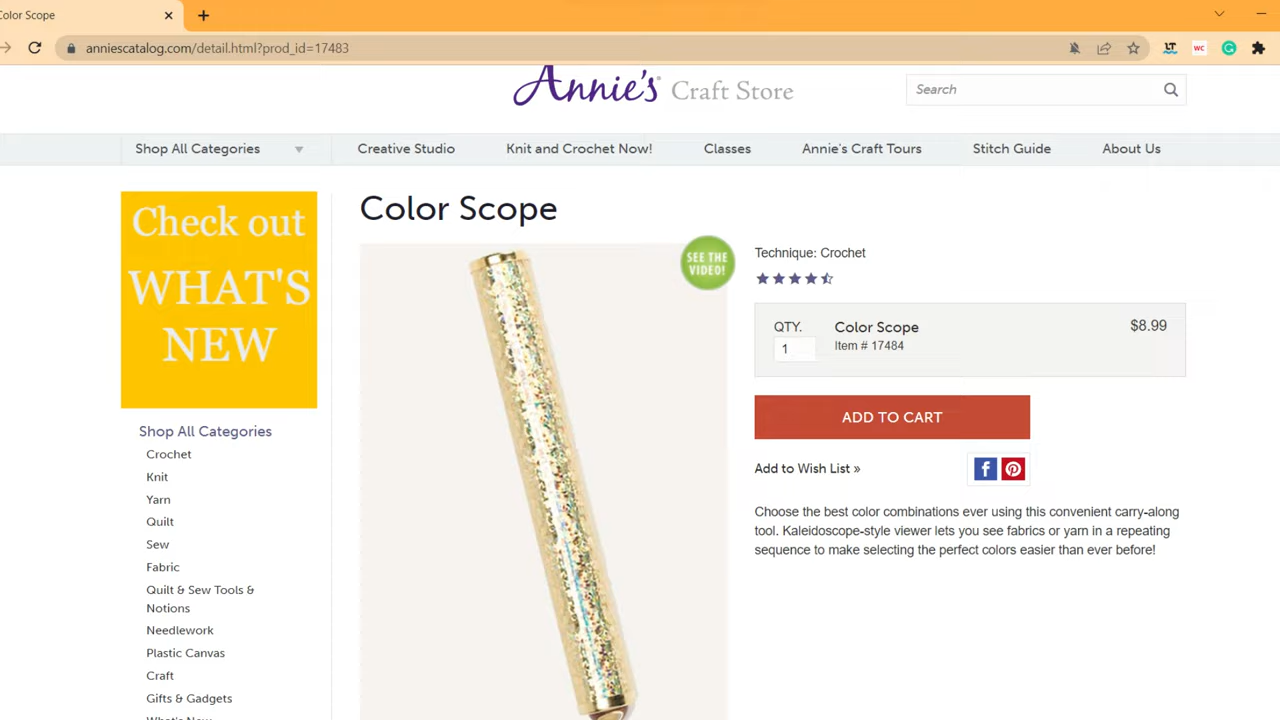 Color Scope
anniescatalog.com/detail.html?prod_id=17483
LT
WC
Annie's Craft Store
Search
Shop All Categories
Creative Studio
Knit and Crochet Now!
Classes
Annie's Craft Tours
Stitch Guide
About Us
Check out
WHAT'S
NEW
Color Scope
SEE THE
VIDEO!
Technique: Crochet
QTY.
Color Scope
$8.99
1
Item # 17484
ADD TO CART
Add to Wish List »
Choose the best color combinations ever using this convenient carry-along
tool. Kaleidoscope-style viewer lets you see fabrics or yarn in a repeating
sequence to make selecting the perfect colors easier than ever before!
Shop All Categories
Crochet
Knit
Yarn
Quilt
Sew
Fabric
Quilt & Sew Tools &
Notions
Needlework
Plastic Canvas
Craft
Gifts & Gadgets
What's New